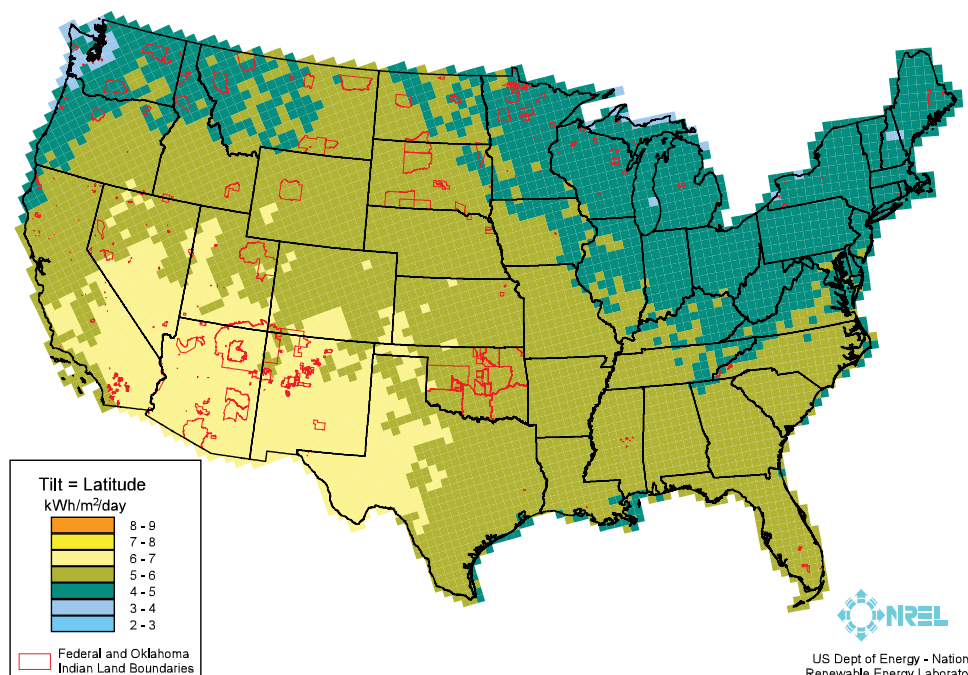 Tilt = Latitude
kWh/m²/day
8 - 9
7 - 8
6 - 7
5 - 6
4 - 5
3 - 4
2 - 3
Federal and Oklahoma
Indian Land Boundaries
NREL
US Dept of Energy - Nation
Renewable Energy Laborato